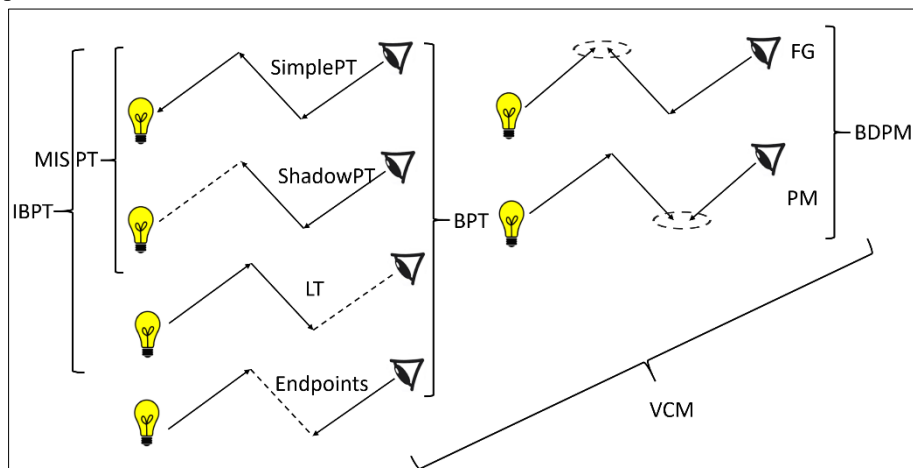 SimplePT
FG
MIS PT
BDPM
ShadowPT
PM
IBPT
BPT
LT
Endpoints
VCM